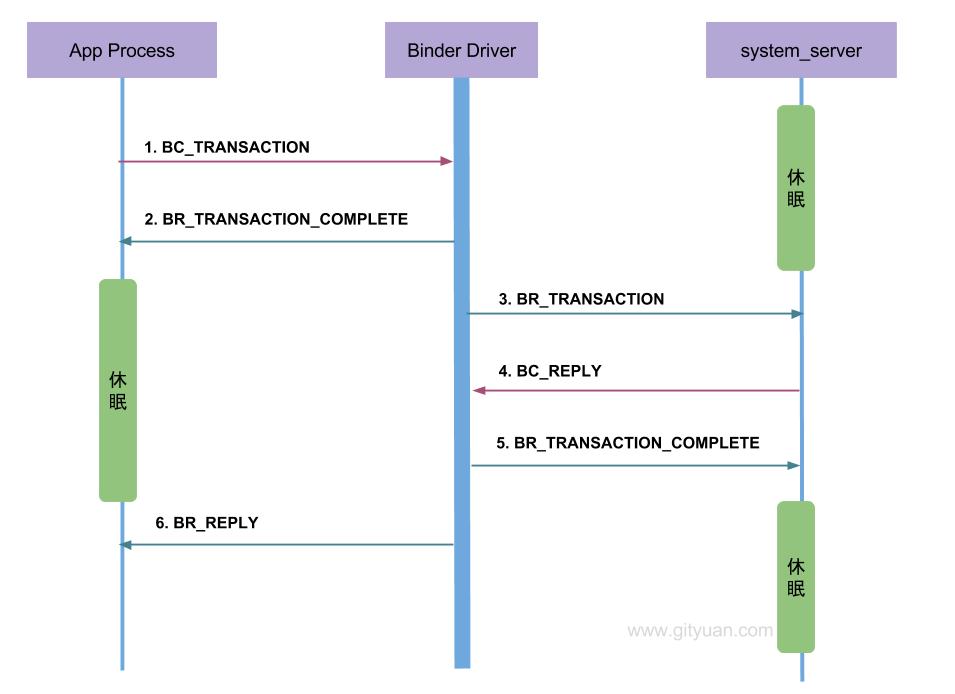 App Process
Binder Driver
system_server
1. BC_TRANSACTION
休
眠
2. BR_TRANSACTION_COMPLETE
3. BR_TRANSACTION
休
眠
4. BC_REPLY
5. BR_TRANSACTION_COMPLETE
6. BR_REPLY
休
眠
www.gityuan.com